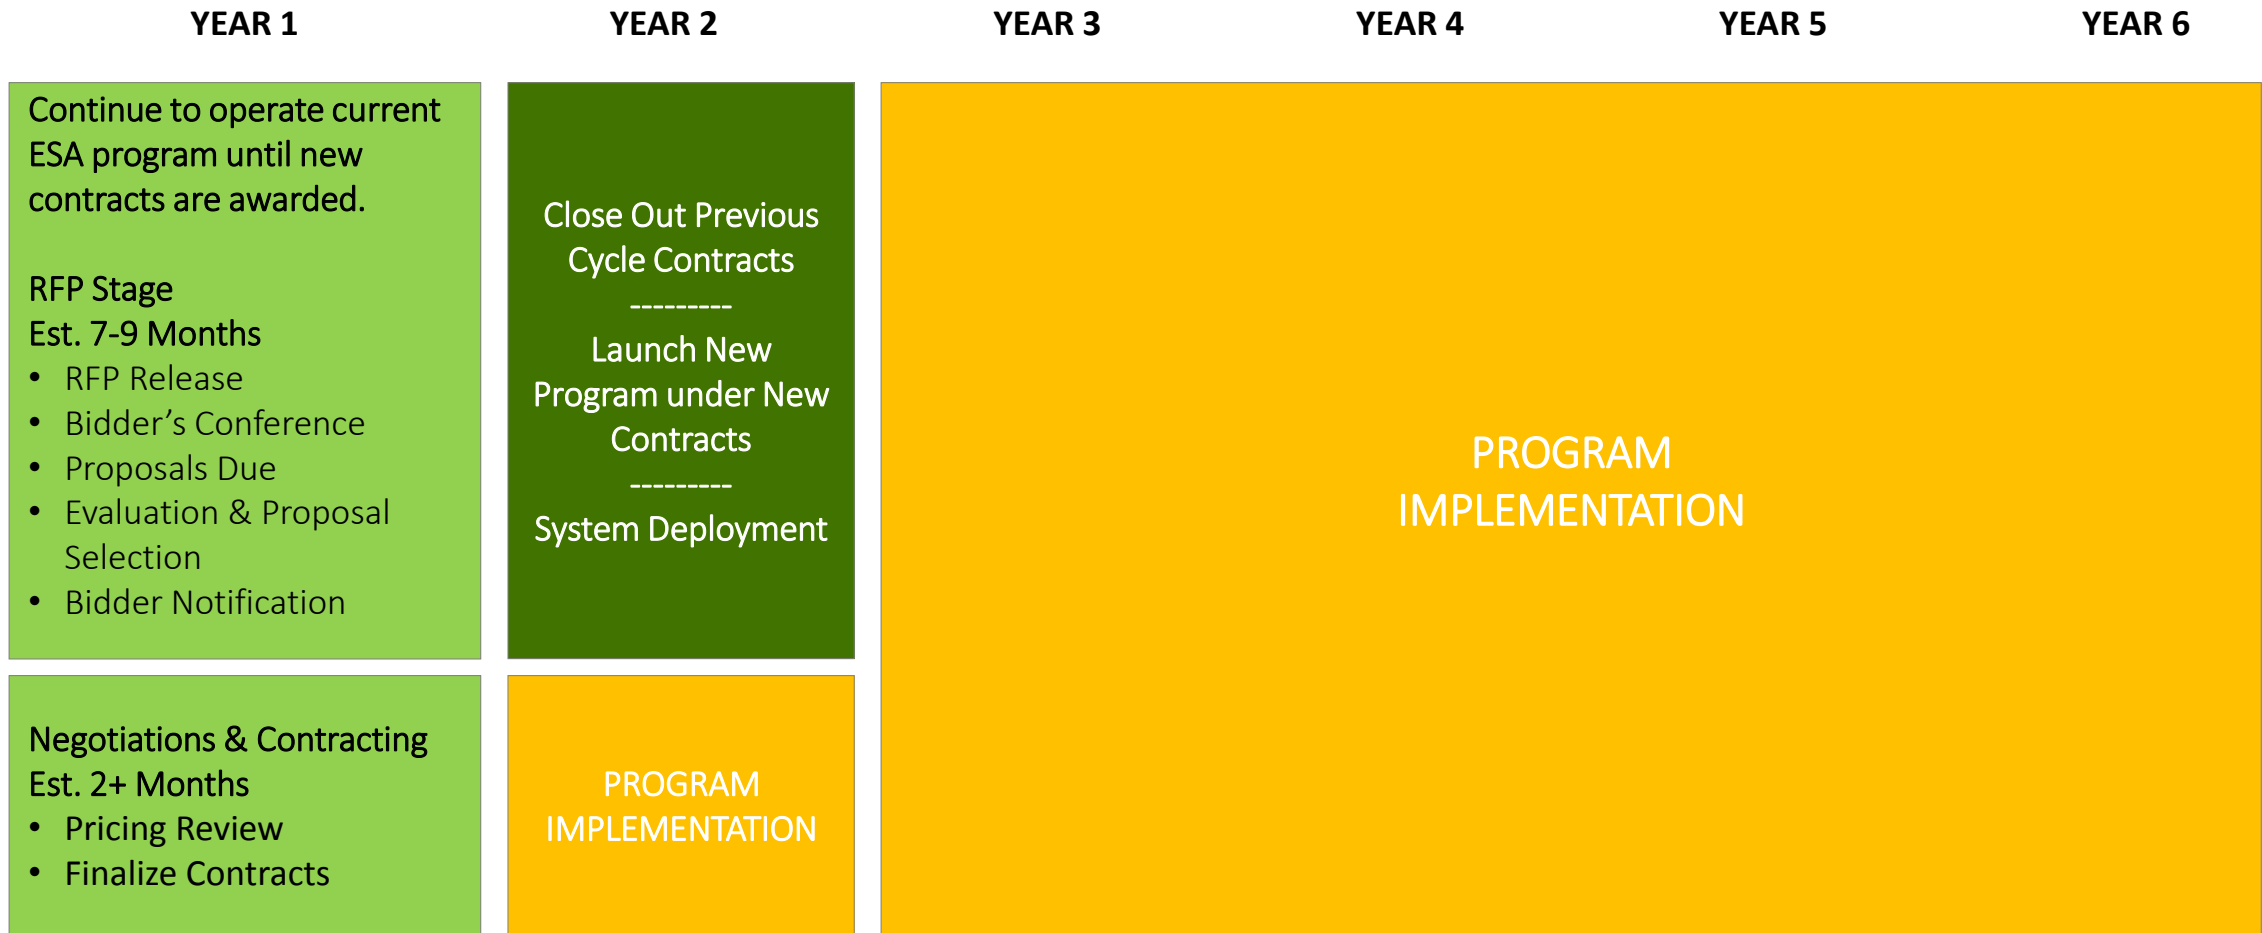 YEAR 1
YEAR 2
YEAR 3
YEAR 4
YEAR 5
YEAR 6
Continue to operate current
ESA program until new
contracts are awarded.
RFP Stage
Est. 7-9 Months
• RFP Release
• Bidder’s Conference
• Proposals Due
• Evaluation & Proposal
Selection
• Bidder Notification
Negotiations & Contracting
Est. 2+ Months
• Pricing Review
• Finalize Contracts
Close Out Previous
Cycle Contracts
---------
Launch New
Program under New
Contracts
---------
System Deployment
PROGRAM
IMPLEMENTATION
PROGRAM
IMPLEMENTATION